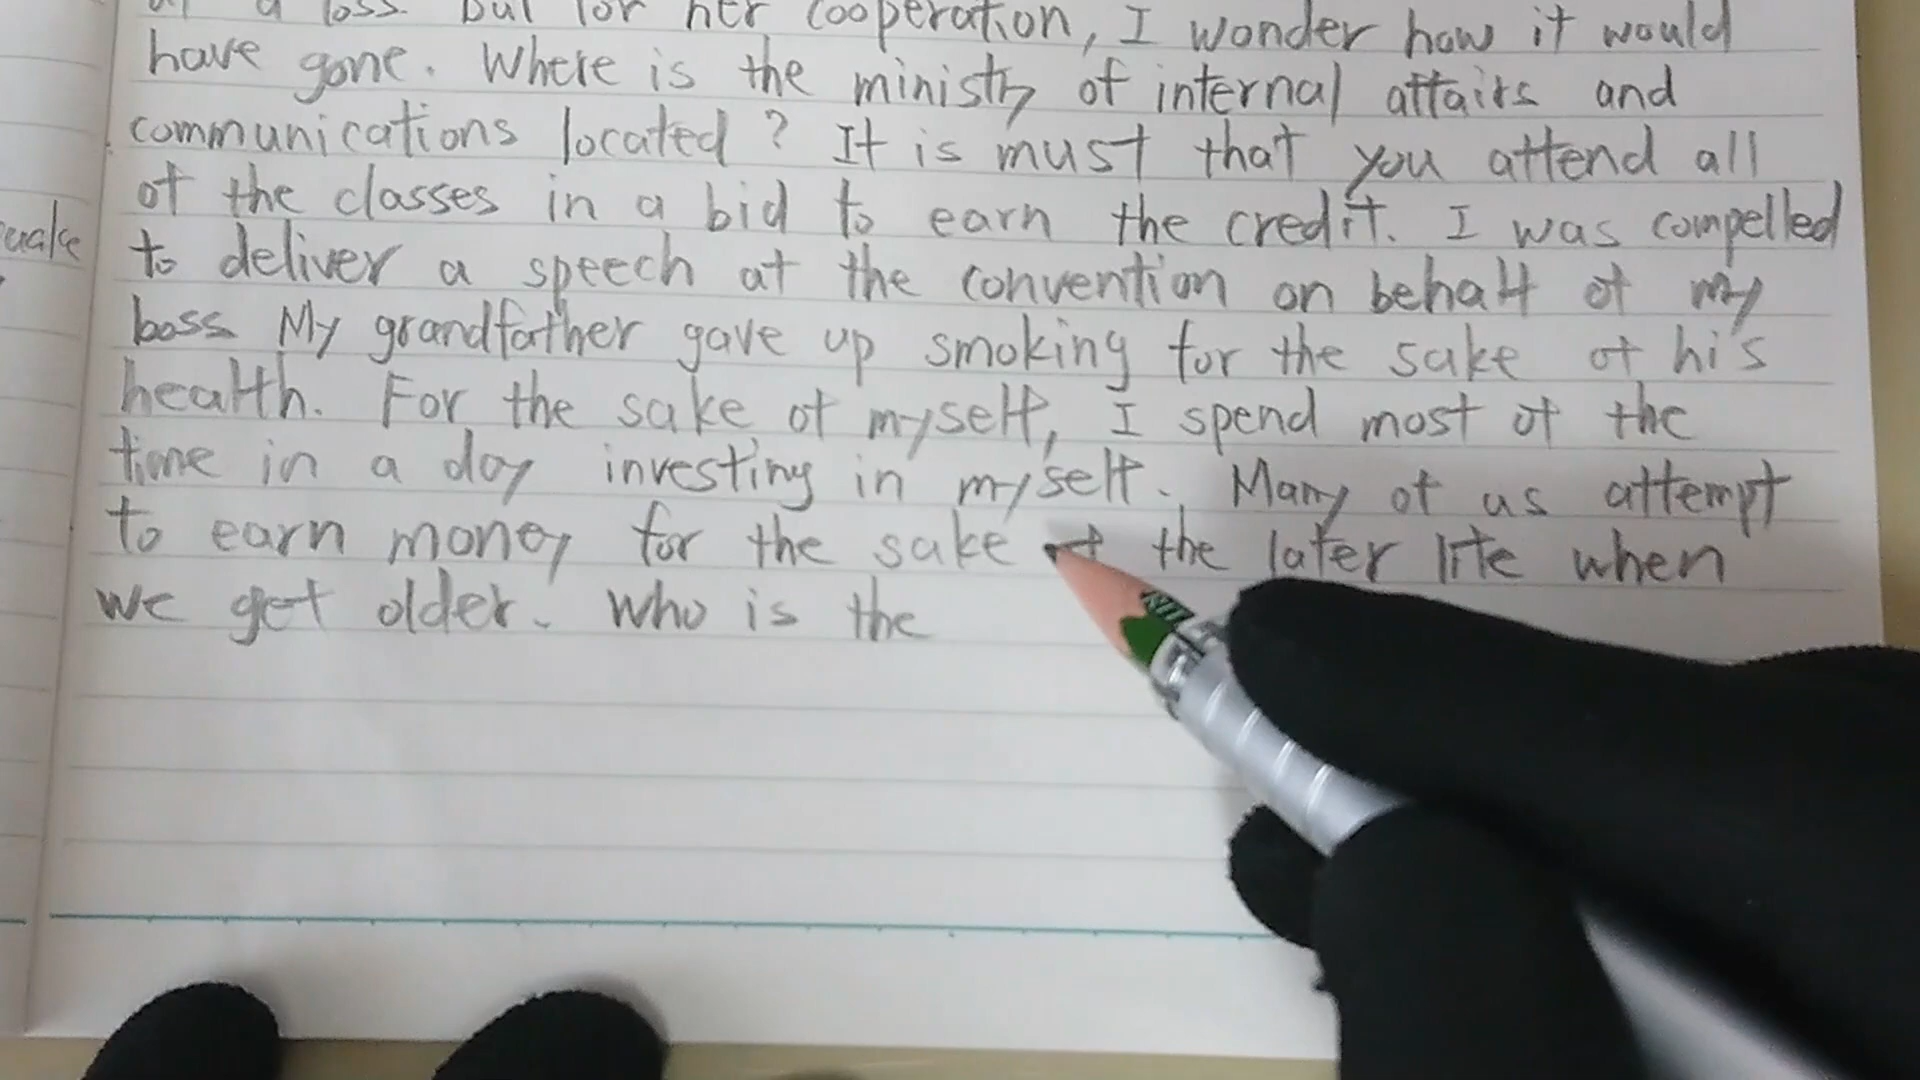 at a loss. But for her cooperation, I wonder how it would
have gone. Where is the ministry of internal affairs and
communications located? It is must that you attend all
of the classes in a bid to earn the credit. I was compelled
uake
to deliver a speech at the convention on behalf of my
boss My grandfather gave up smoking for the sake of his
health. For the sake of myself, I spend most of the
time in a day investing in myself. Many of us attempt
to earn money for the sake of the later life when
we get older. Who is the